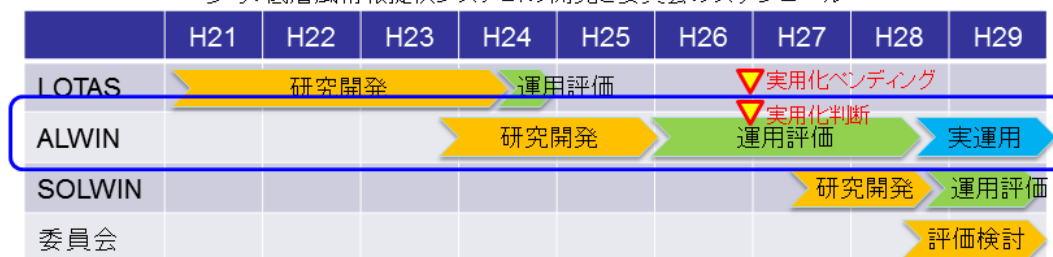 H21 H22 H23 H24 H25 H26 H27 H28 H29
LOTAS 研究開発 運用評価 実用化ペンディング
実用化判断
ALWIN 研究開発 運用評価 実運用
SOLWIN 研究開発 運用評価
委員会 評価検討